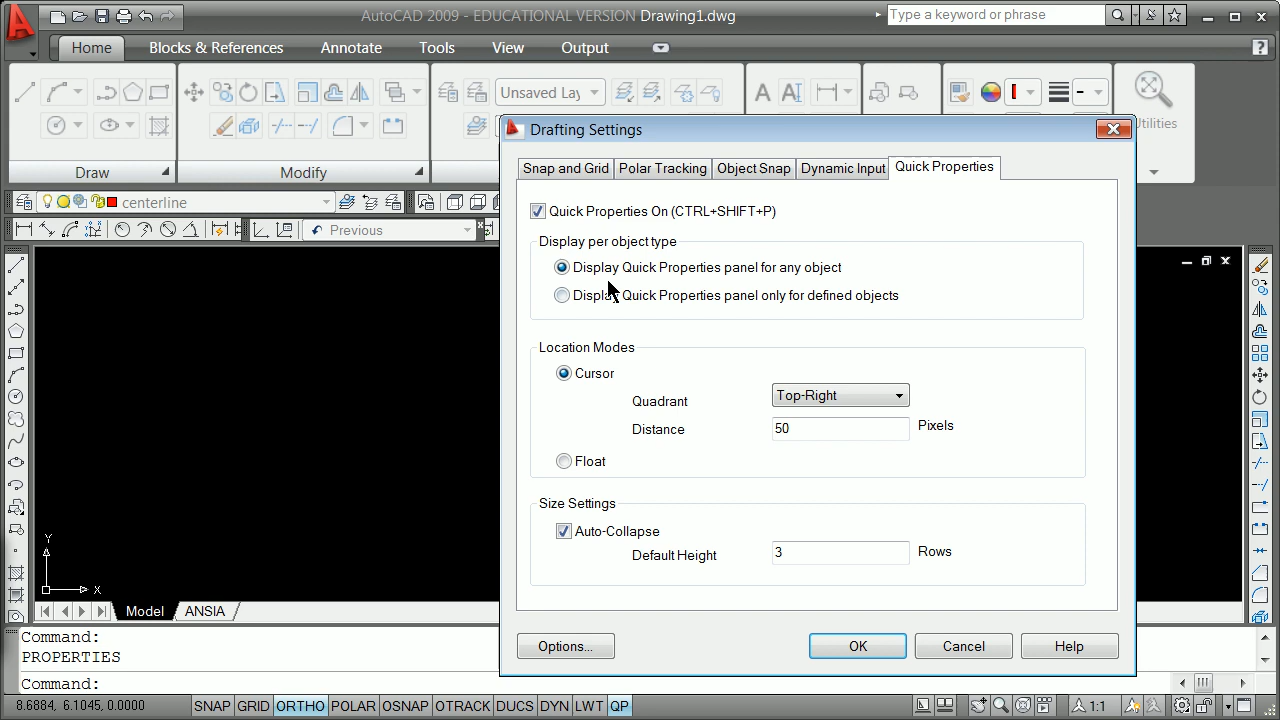 AutoCAD 2009 - EDUCATIONAL VERSION Drawing1.dwg
Type a keyword or phrase
Home Blocks & References Annotate Tools View Output
Unsaved Lay
Utilities
Draw Modify
centerline
Previous
Drafting Settings
Snap and Grid Polar Tracking Object Snap Dynamic Input Quick Properties
Quick Properties On (CTRL+SHIFT+P)
Display per object type
Display Quick Properties panel for any object
Display Quick Properties panel only for defined objects
Location Modes
Cursor
Quadrant Top-Right
Distance 50 Pixels
Float
Size Settings
Auto-Collapse
Default Height 3 Rows
Options... OK Cancel Help
Y
X
Model ANSIA
Command:
PROPERTIES
Command:
8.6884, 6.1045, 0.0000 SNAP GRID ORTHO POLAR OSNAP OTRACK DUCS DYN LWT QP 1:1